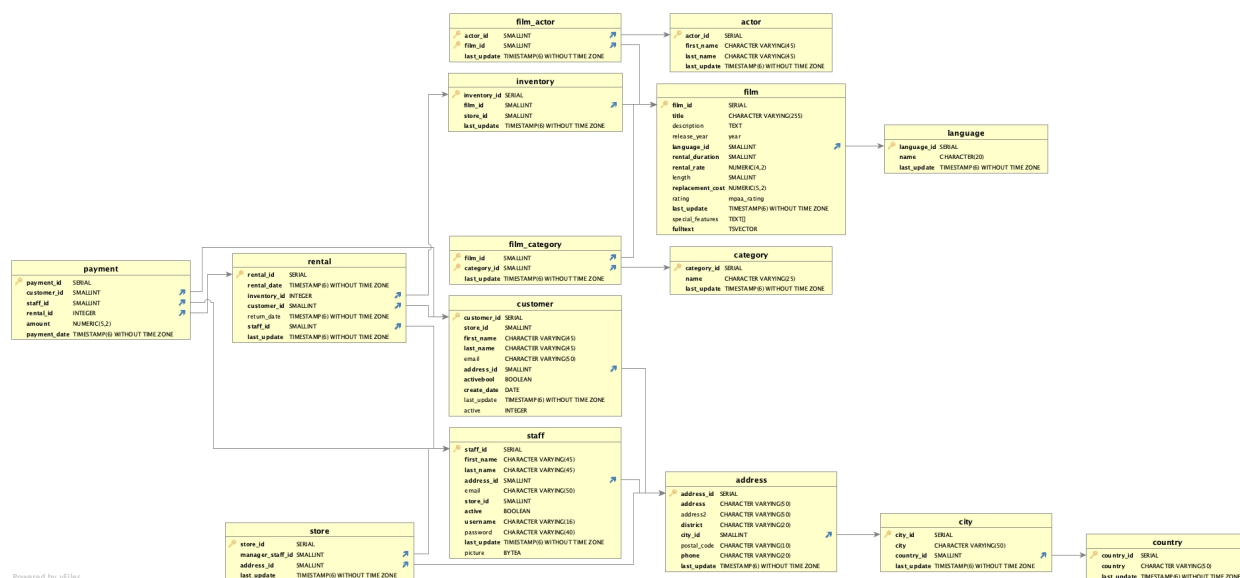 film_actor
actor_id SMALLINT
film_id SMALLINT
last_update TIMESTAMP(6) WITHOUT TIME ZONE
actor
actor_id SERIAL
first_name CHARACTER VARYING(45)
last_name CHARACTER VARYING(45)
last_update TIMESTAMP(6) WITHOUT TIME ZONE
inventory
inventory_id SERIAL
film_id SMALLINT
store_id SMALLINT
last_update TIMESTAMP(6) WITHOUT TIME ZONE
film
film_id SERIAL
title CHARACTER VARYING(255)
description TEXT
release_year year
language_id SMALLINT
rental_duration SMALLINT
rental_rate NUMERIC(4,2)
length SMALLINT
replacement_cost NUMERIC(5,2)
rating mpaa_rating
last_update TIMESTAMP(6) WITHOUT TIME ZONE
special_features TEXT[]
fulltext TSVECTOR
language
language_id SERIAL
name CHARACTER(20)
last_update TIMESTAMP(6) WITHOUT TIME ZONE
film_category
film_id SMALLINT
category_id SMALLINT
last_update TIMESTAMP(6) WITHOUT TIME ZONE
category
category_id SERIAL
name CHARACTER VARYING(25)
last_update TIMESTAMP(6) WITHOUT TIME ZONE
payment
payment_id SERIAL
customer_id SMALLINT
staff_id SMALLINT
rental_id INTEGER
amount NUMERIC(5,2)
payment_date TIMESTAMP(6) WITHOUT TIME ZONE
rental
rental_id SERIAL
rental_date TIMESTAMP(6) WITHOUT TIME ZONE
inventory_id INTEGER
customer_id SMALLINT
return_date TIMESTAMP(6) WITHOUT TIME ZONE
staff_id SMALLINT
last_update TIMESTAMP(6) WITHOUT TIME ZONE
customer
customer_id SERIAL
store_id SMALLINT
first_name CHARACTER VARYING(45)
last_name CHARACTER VARYING(45)
email CHARACTER VARYING(50)
address_id SMALLINT
activebool BOOLEAN
create_date DATE
last_update TIMESTAMP(6) WITHOUT TIME ZONE
active INTEGER
staff
staff_id SERIAL
first_name CHARACTER VARYING(45)
last_name CHARACTER VARYING(45)
address_id SMALLINT
email CHARACTER VARYING(50)
store_id SMALLINT
active BOOLEAN
username CHARACTER VARYING(16)
password CHARACTER VARYING(40)
last_update TIMESTAMP(6) WITHOUT TIME ZONE
picture BYTEA
address
address_id SERIAL
address CHARACTER VARYING(50)
address2 CHARACTER VARYING(50)
district CHARACTER VARYING(20)
city_id SMALLINT
postal_code CHARACTER VARYING(10)
phone CHARACTER VARYING(20)
last_update TIMESTAMP(6) WITHOUT TIME ZONE
city
city_id SERIAL
city CHARACTER VARYING(50)
country_id SMALLINT
last_update TIMESTAMP(6) WITHOUT TIME ZONE
store
store_id SERIAL
manager_staff_id SMALLINT
address_id SMALLINT
last_update TIMESTAMP(6) WITHOUT TIME ZONE
country
country_id SERIAL
country CHARACTER VARYING(50)
last_update TIMESTAMP(6) WITHOUT TIME ZONE
Powered by yFiles